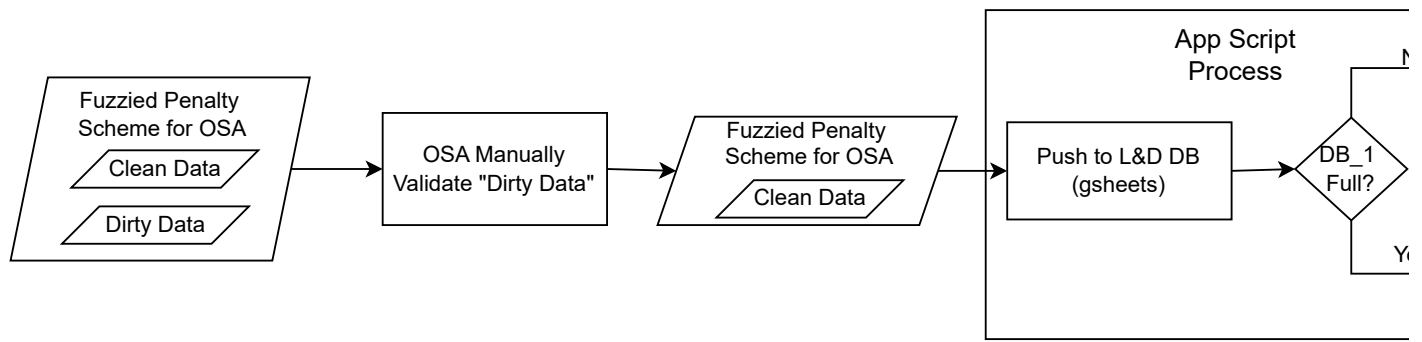 Fuzzied Penalty
Scheme for OSA
Clean Data
Dirty Data
OSA Manually
Validate "Dirty Data"
Fuzzied Penalty
Scheme for OSA
Clean Data
App Script
Process
Push to L&D DB
(gsheets)
DB_1
Full?